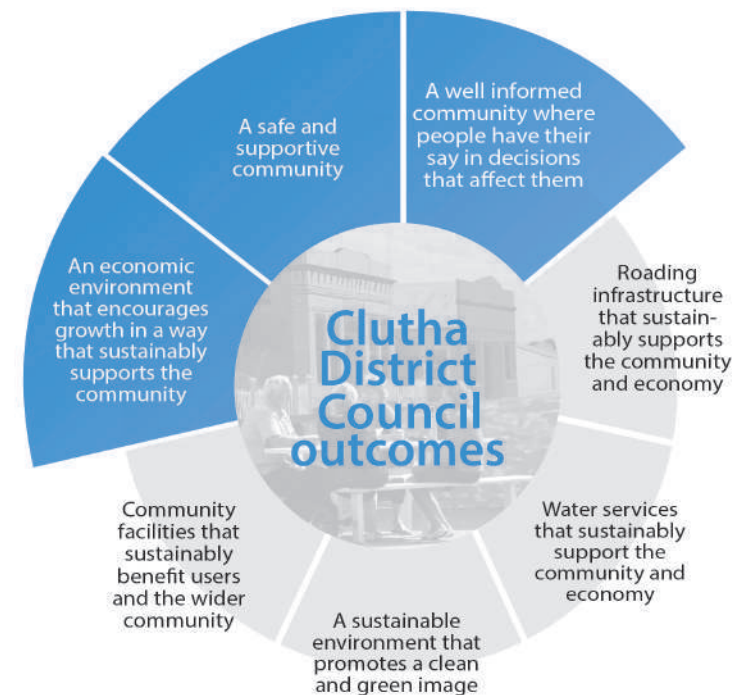 A well informed
community where
people have their
say in decisions
that affect them
A safe and
supportive
community
An economic
environment
that encourages
growth in a way
that sustainably
supports the
community
Clutha
District
Council
outcomes
Roading
infrastructure
that sustain-
ably supports
the community
and economy
Water services
that sustainably
support the
community and
economy
A sustainable
environment that
promotes a clean
and green image
Community
facilities that
sustainably
benefit users
and the wider
community